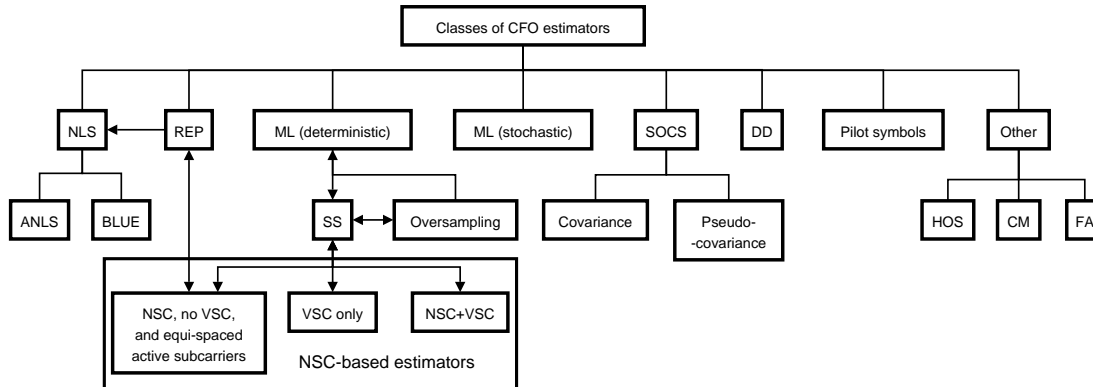 Classes of CFO estimators
NLS
REP
ML (deterministic)
ML (stochastic)
SOCS
DD
Pilot symbols
Other
ANLS
BLUE
SS
Oversampling
Covariance
Pseudo-
-covariance
HOS
CM
FA
NSC, no VSC,
and equi-spaced
active subcarriers
VSC only
NSC+VSC
NSC-based estimators